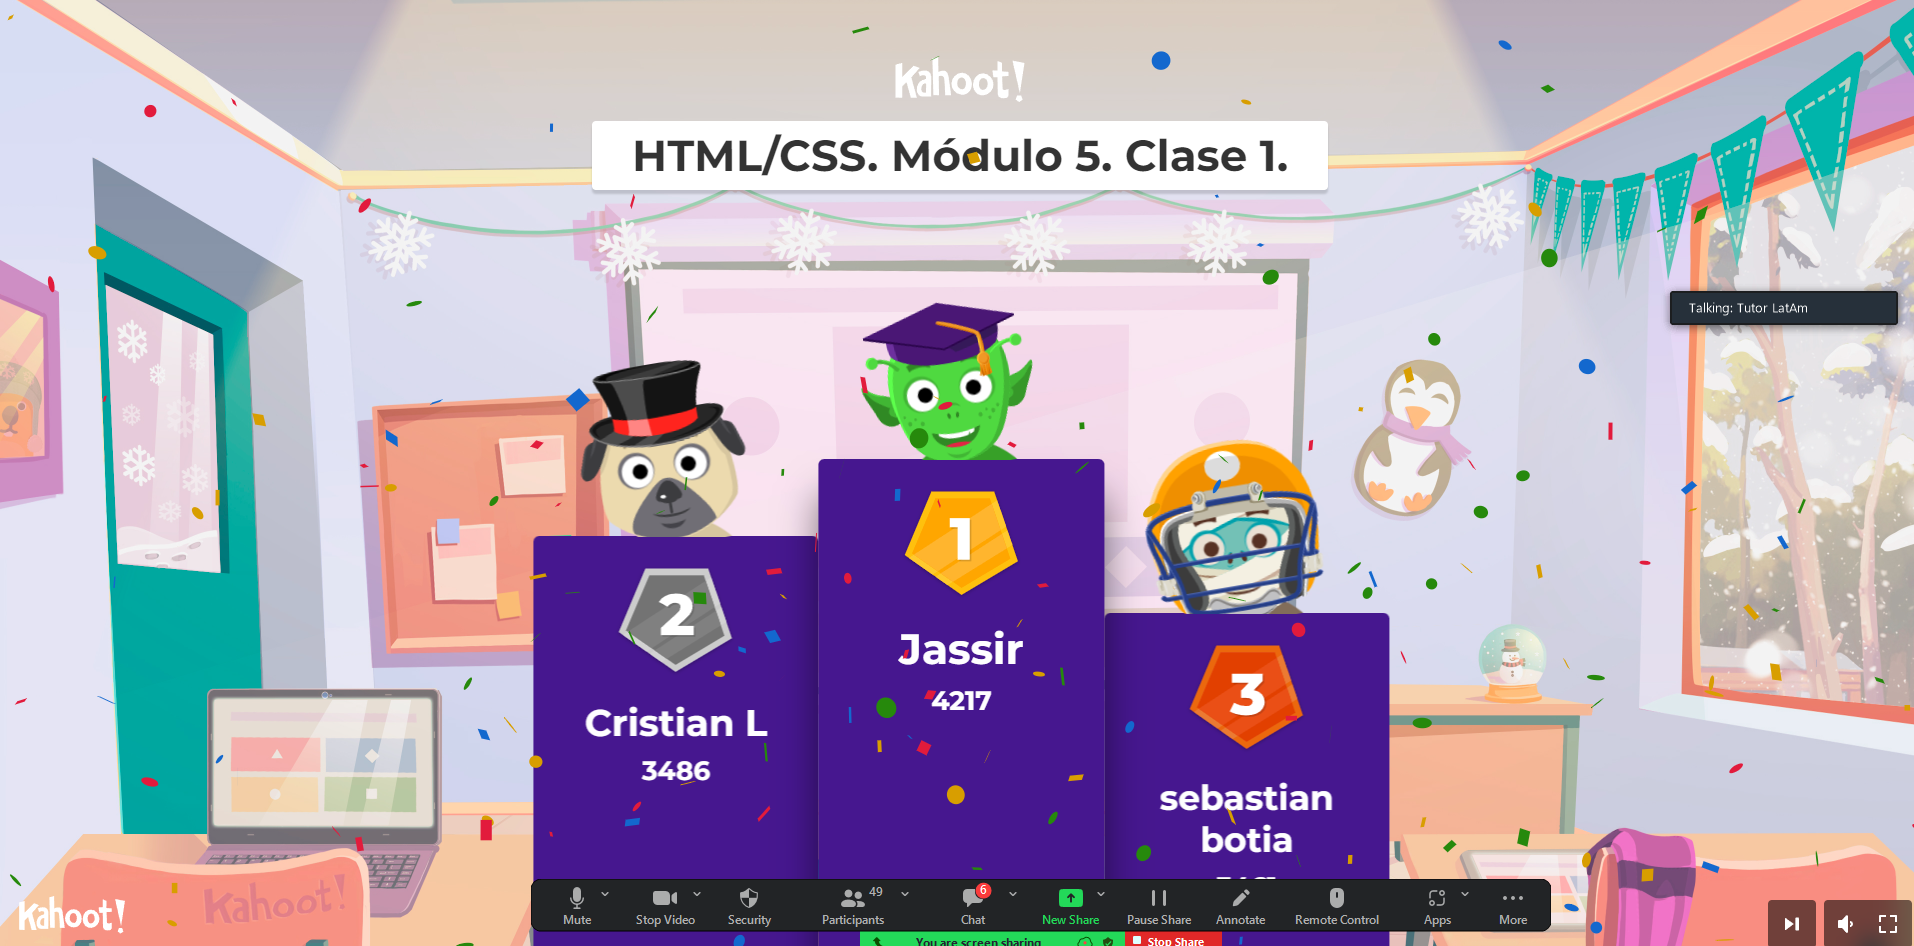 Kahoot!
HTML/CSS. Módulo 5. Clase 1.
Talking: Tutor LatAm
1
Jassir
4217
2
Cristian L
3486
3
sebastian
botia
Kahoot!
Kahoot!
Mute
Stop Video
Security
49
Participants
6
Chat
New Share
Pause Share
Annotate
Remote Control
Apps
More
You are screen sharing
Stop Share